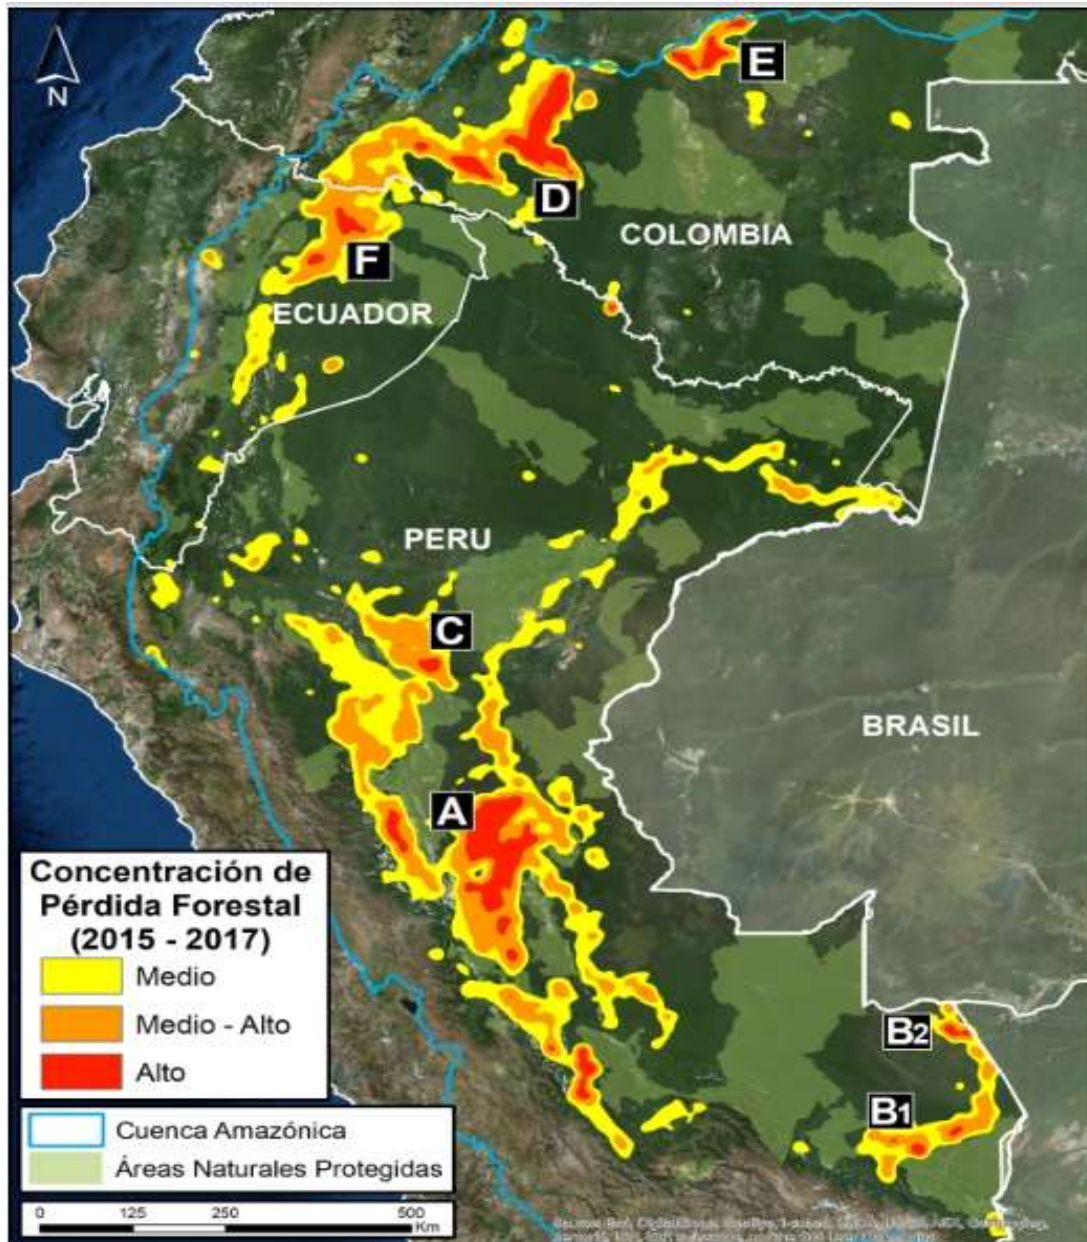 N
E
D
COLOMBIA
F
ECUADOR
PERU
C
BRASIL
A
B2
B1
Concentración de
Pérdida Forestal
(2015 - 2017)
Medio
Medio - Alto
Alto
Cuenca Amazónica
Áreas Naturales Protegidas
0 125 250 500
Km